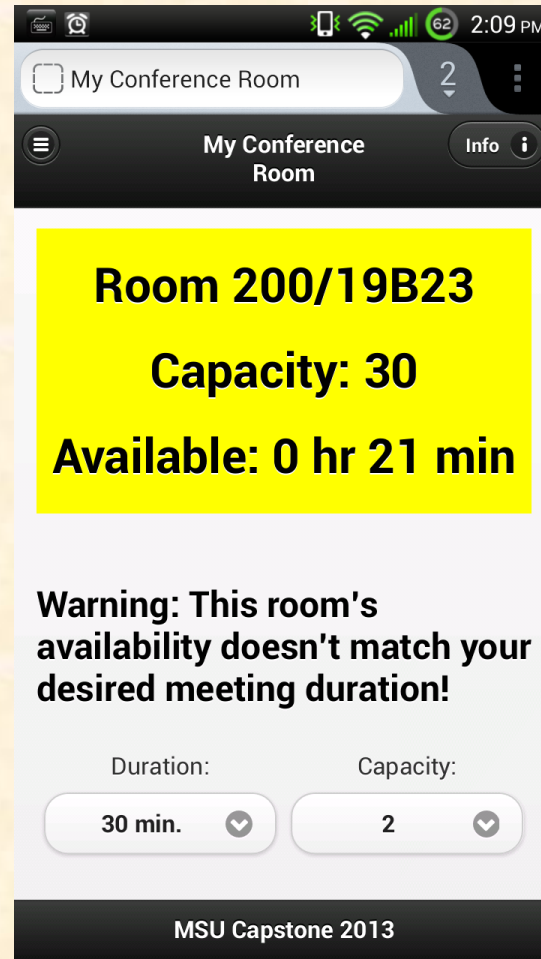 62 2:09 PM
My Conference Room
2
My Conference
Room
Info i
Room 200/19B23
Capacity: 30
Available: 0 hr 21 min
Warning: This room's
availability doesn't match your
desired meeting duration!
Duration: Capacity:
30 min. 2
MSU Capstone 2013